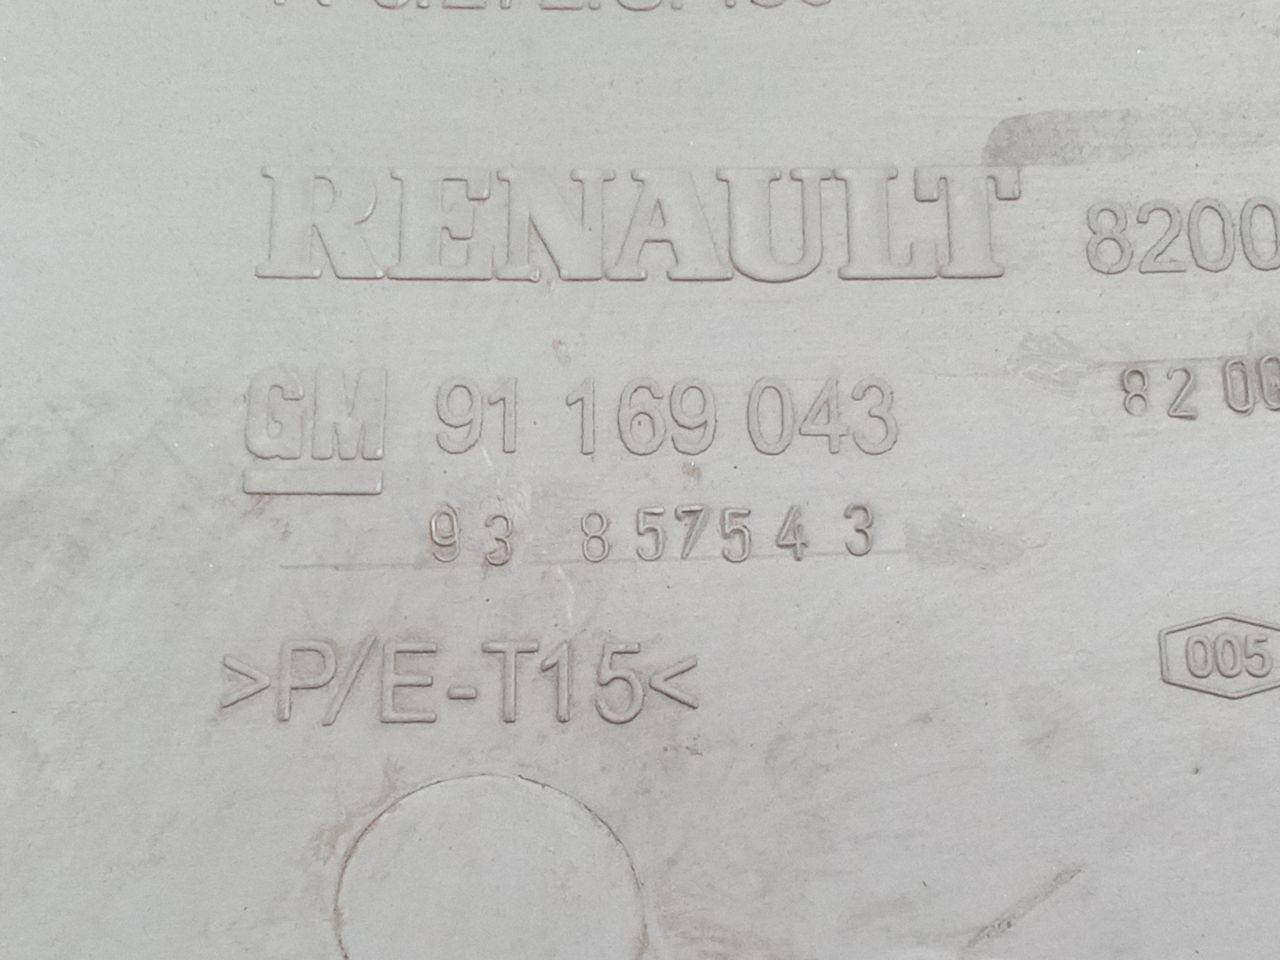 RENAULT 8200
GM 91 169 043 8200
93 857543
>P/E-T15< 005